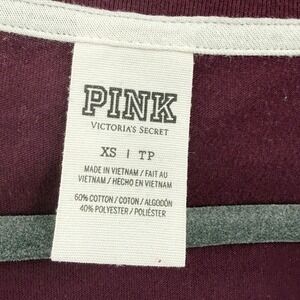 PINK
VICTORIA'S SECRET
XS | TP
MADE IN VIETNAM / FAIT AU
VIETNAM / HECHO EN VIETNAM
60% COTTON / COTON / ALGODÓN
40% POLYESTER / POLIÉSTER